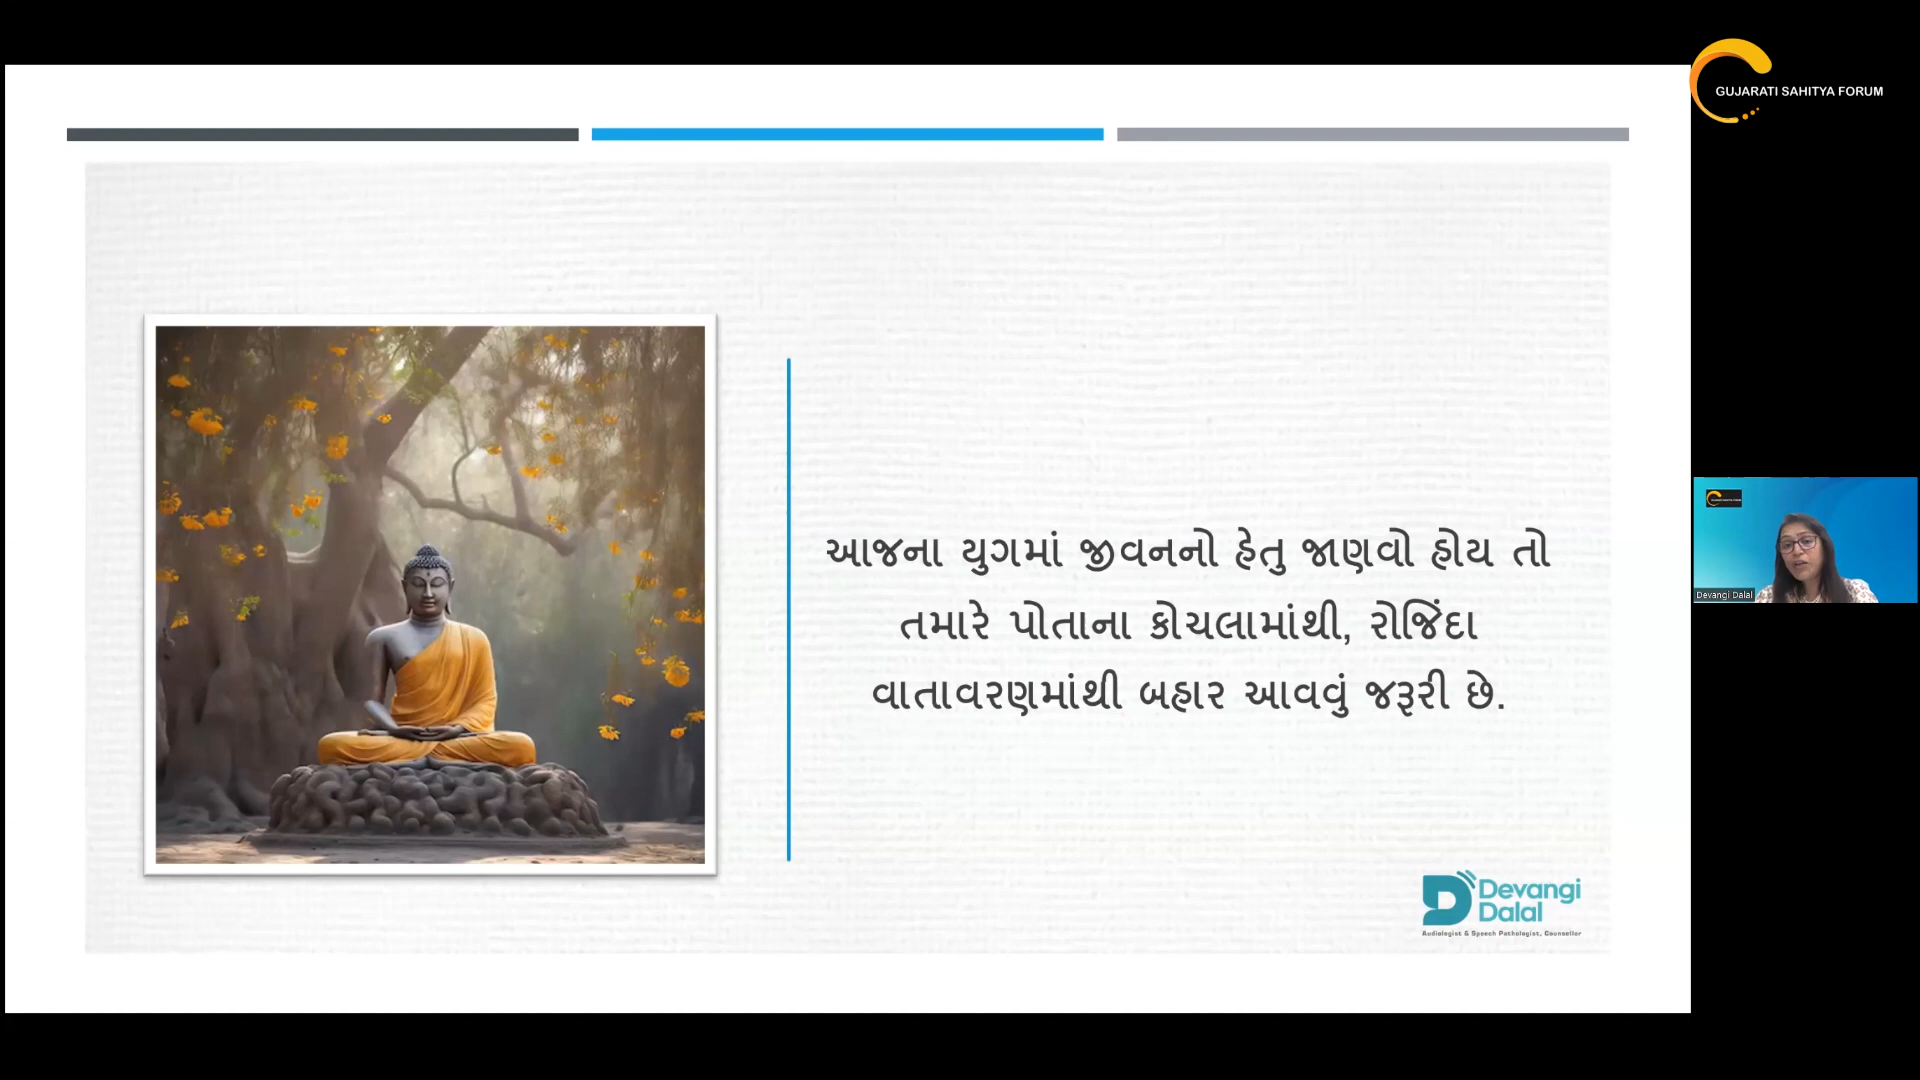 GUJARATI SAHITYA FORUM
આજના યુગમાં જીવનનો હેતુ જાણવો હોય તો
તમારે પોતાના કોચલામાંથી, રોજિંદા
વાતાવરણમાંથી બહાર આવવું જરૂરી છે.
Devangi Dalal
Devangi
Dalal
Audiologist & Speech Pathologist, Counsellor